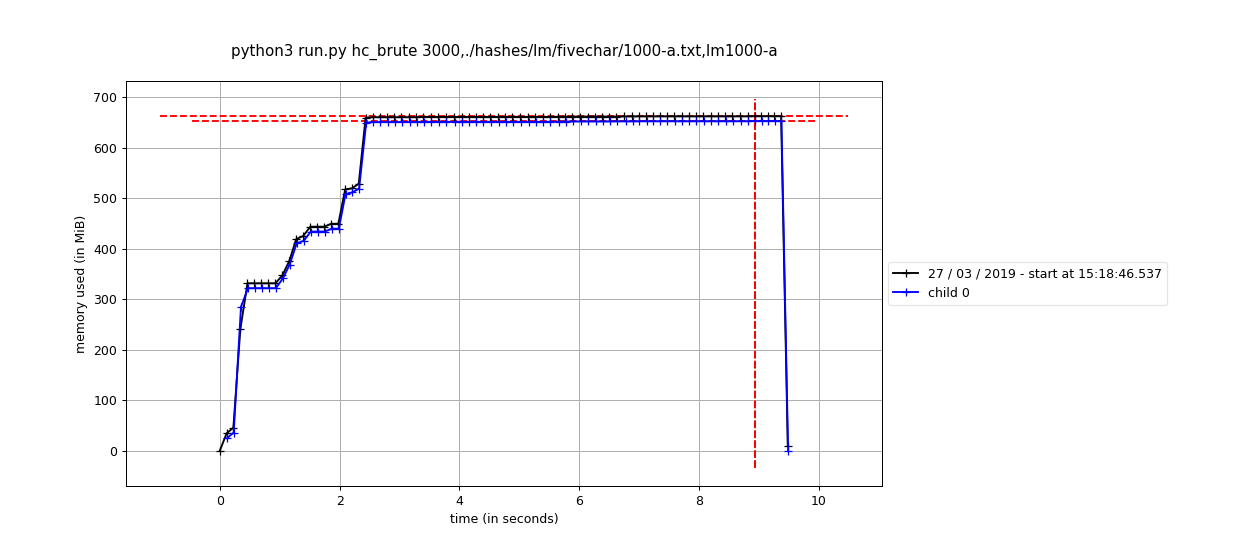 python3 run.py hc_brute 3000,./hashes/lm/fivechar/1000-a.txt,lm1000-a
700
600
500
400
300
200
100
0
memory used (in MiB)
0 2 4 6 8 10
time (in seconds)
27 / 03 / 2019 - start at 15:18:46.537
child 0